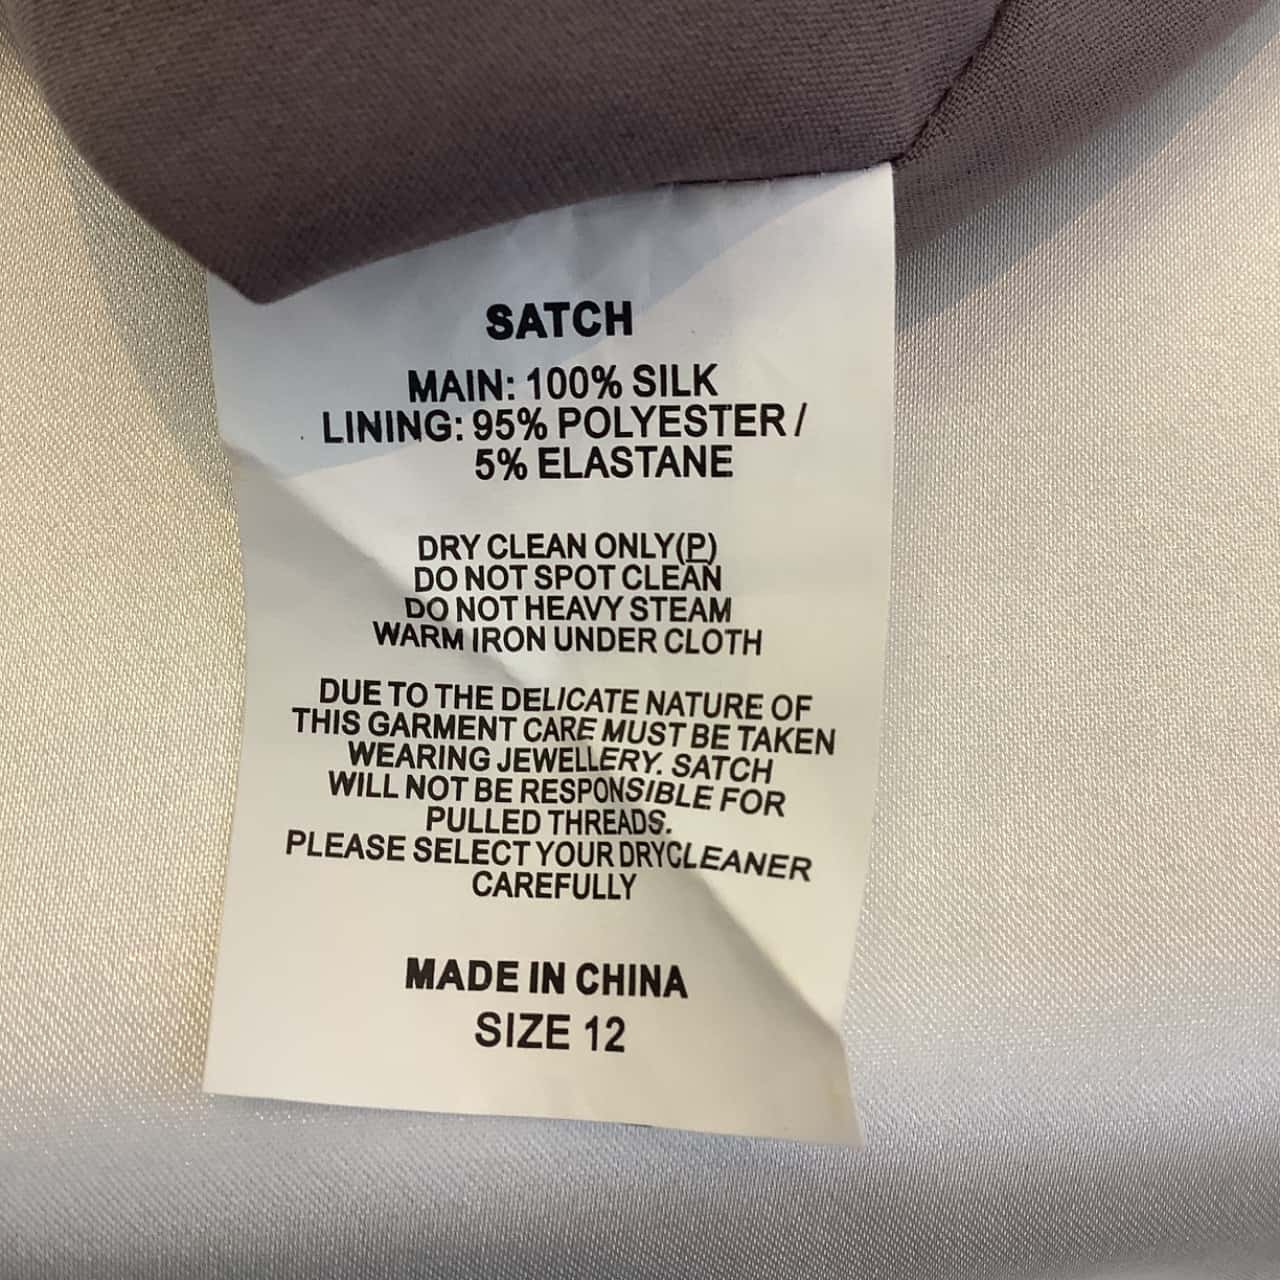 SATCH
MAIN: 100% SILK
LINING: 95% POLYESTER /
5% ELASTANE
DRY CLEAN ONLY(P)
DO NOT SPOT CLEAN
DO NOT HEAVY STEAM
WARM IRON UNDER CLOTH
DUE TO THE DELICATE NATURE OF
THIS GARMENT CARE MUST BE TAKEN
WEARING JEWELLERY. SATCH
WILL NOT BE RESPONSIBLE FOR
PULLED THREADS.
PLEASE SELECT YOUR DRYCLEANER
CAREFULLY
MADE IN CHINA
SIZE 12